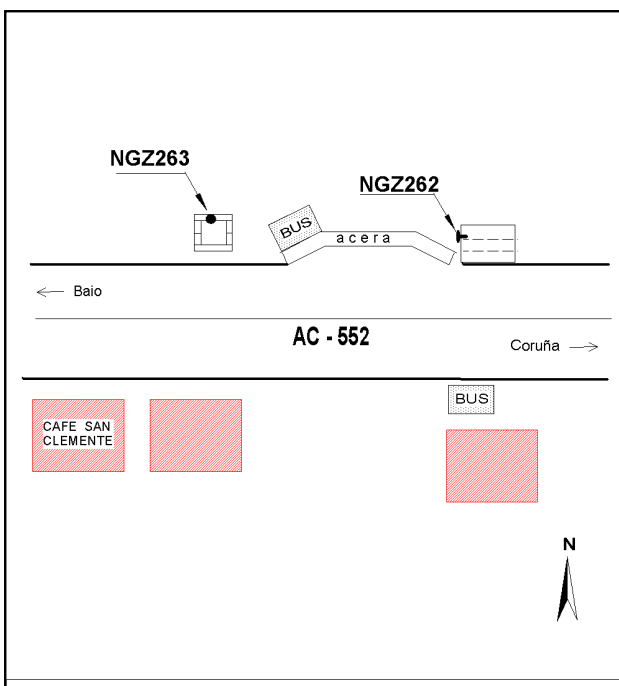 NGZ263
NGZ262
BUS
acera
← Baio
AC - 552
Coruña →
BUS
CAFE SAN
CLEMENTE
N